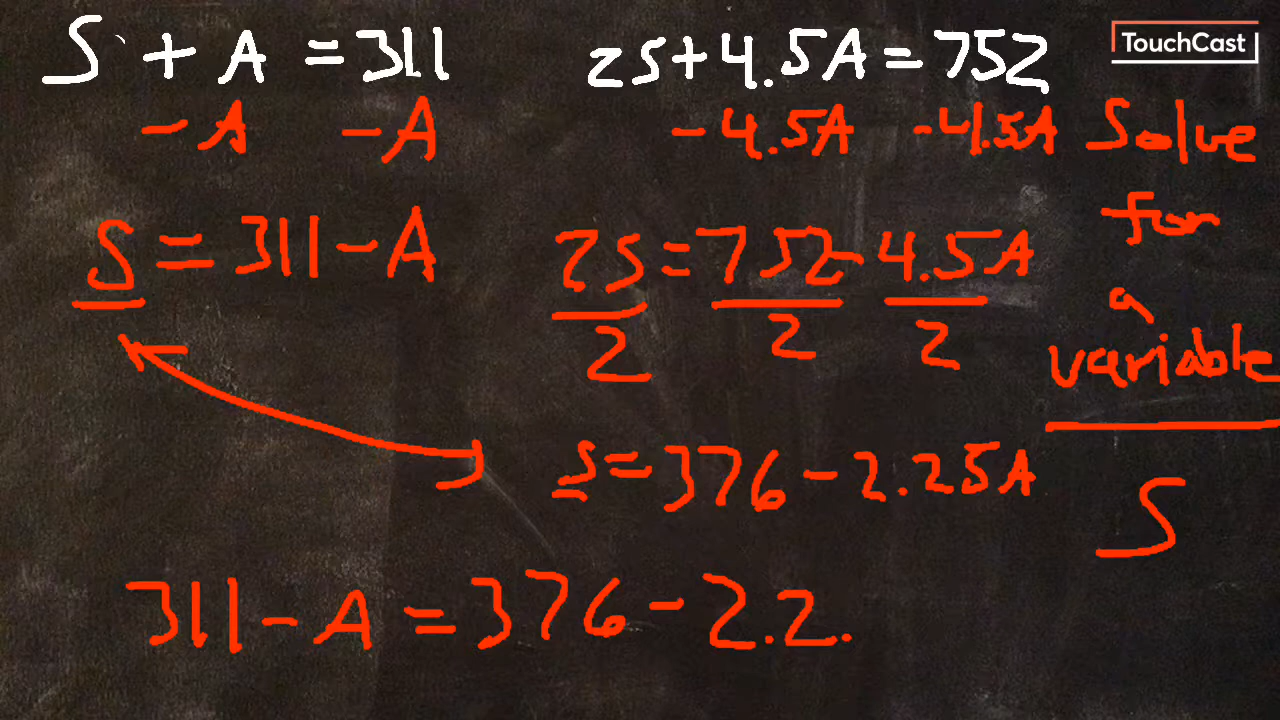 S + A = 311
2S + 4.5A = 752
TouchCast
- A - A
- 4.5A - 4.5A
Solve
for
a
variable
S
S = 311 - A
2S = 752 - 4.5A
2 2 2
S = 376 - 2.25A
311 - A = 376 - 2.2.